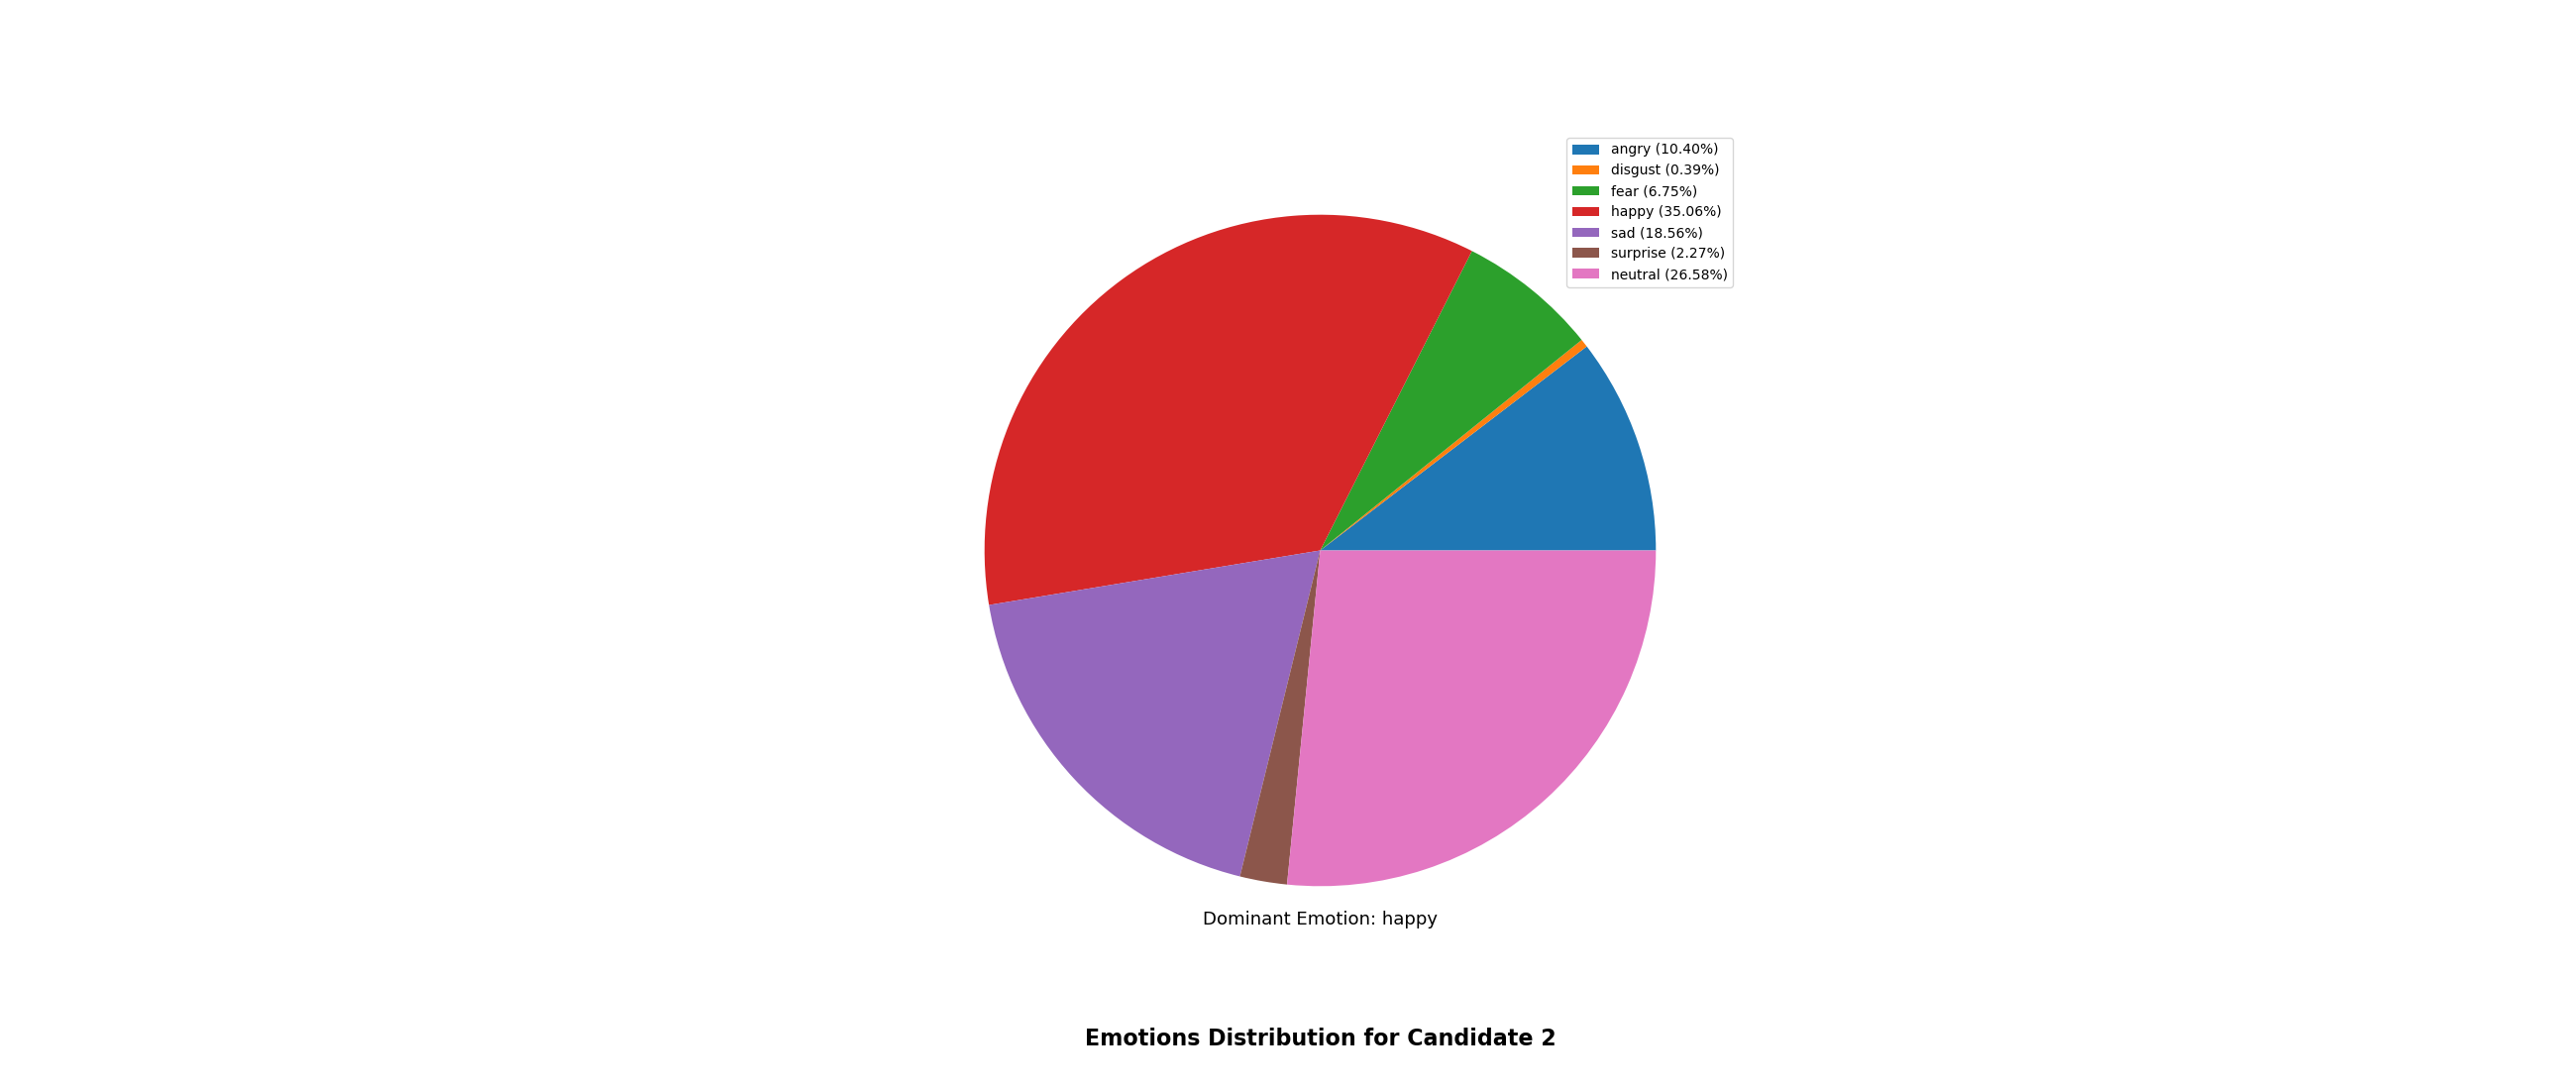 angry (10.40%)
disgust (0.39%)
fear (6.75%)
happy (35.06%)
sad (18.56%)
surprise (2.27%)
neutral (26.58%)
Dominant Emotion: happy
Emotions Distribution for Candidate 2